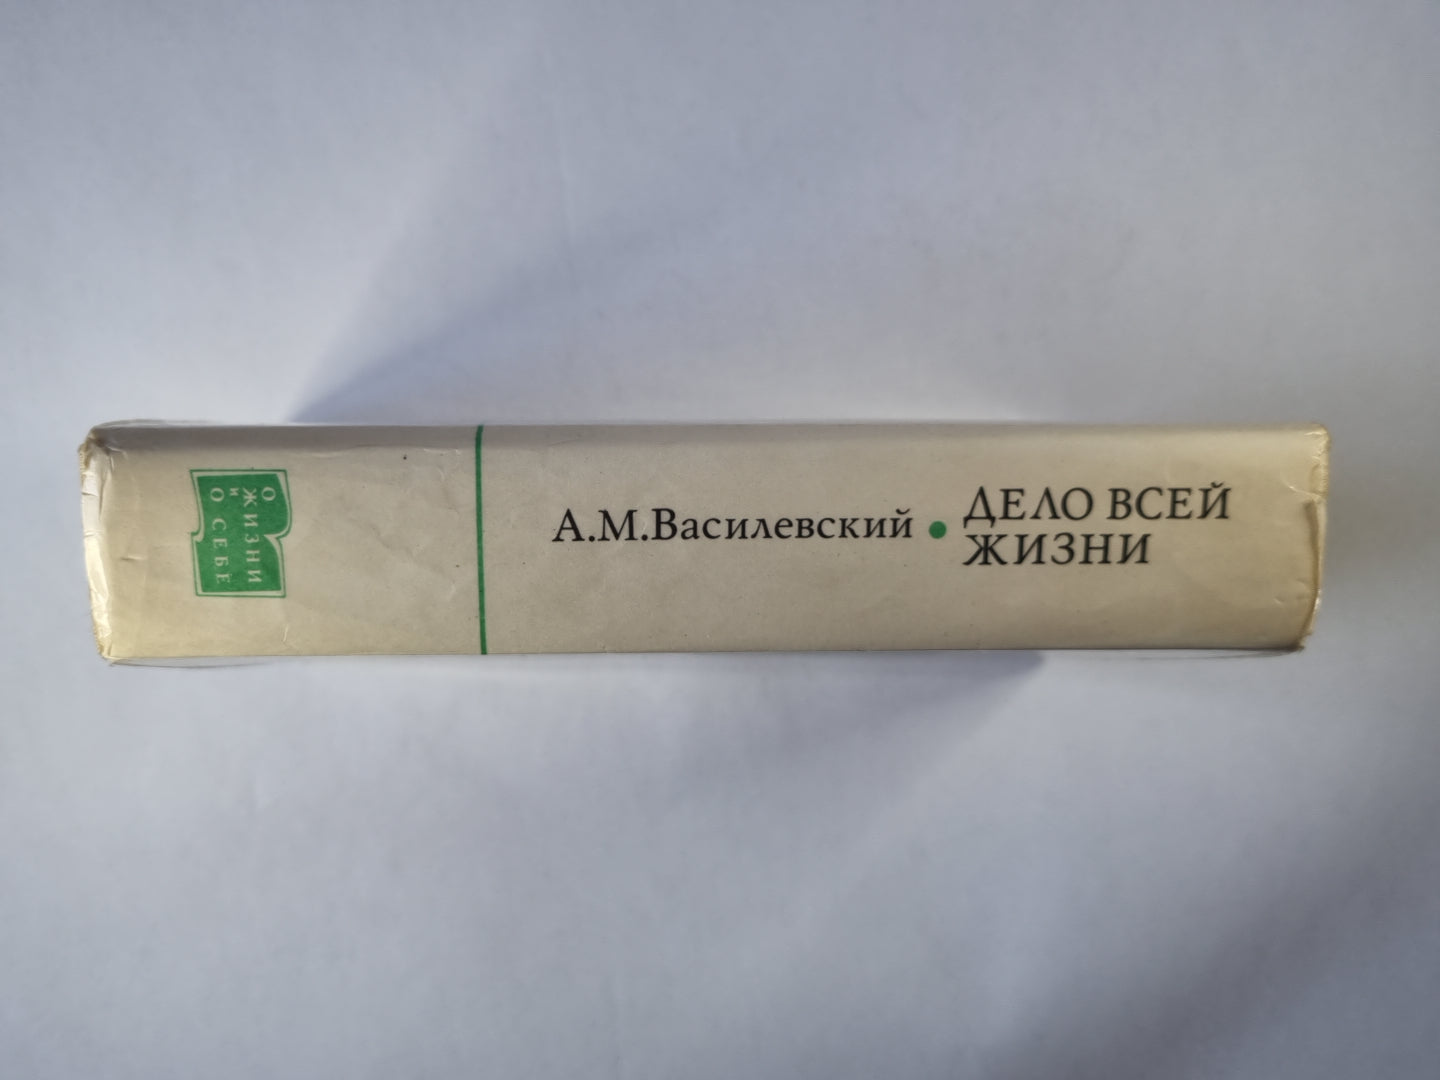 О ЖИЗНИ
И
О СЕБЕ
А.М.Василевский • ДЕЛО ВСЕЙ
ЖИЗНИ